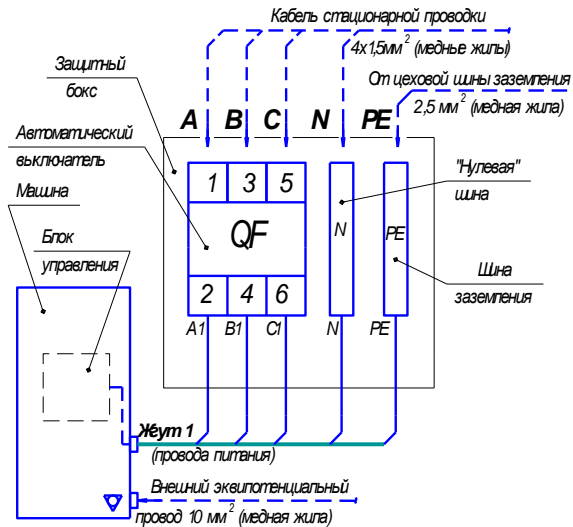 Кабель стационарной проводки
4x1,5мм² (медные жилы)
От цеховой шины заземления
2,5 мм² (медная жила)
Защитный
бокс
A B C N PE
Автоматический
выключатель
Машина
Блок
управления
1 3 5
QF
2 4 6
N
PE
"Нулевая"
шина
Шина
заземления
A1 B1 C1 N PE
Жгут 1
(провода питания)
Внешний эквипотенциальный
провод 10 мм² (медная жила)